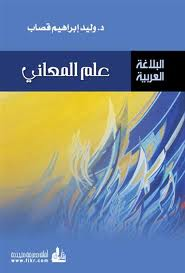 د. وليد إبراهيم قصاب
البلاغة
العربية
علم المعاني
www.fikr.com